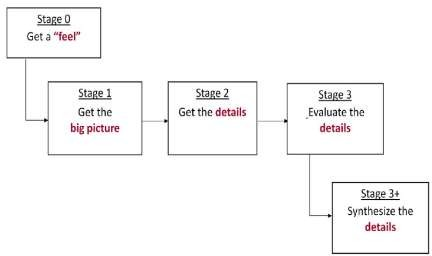 Stage 0
Get a “feel”
Stage 1
Get the
big picture
Stage 2
Get the details
Stage 3
Evaluate the
details
Stage 3+
Synthesize the
details